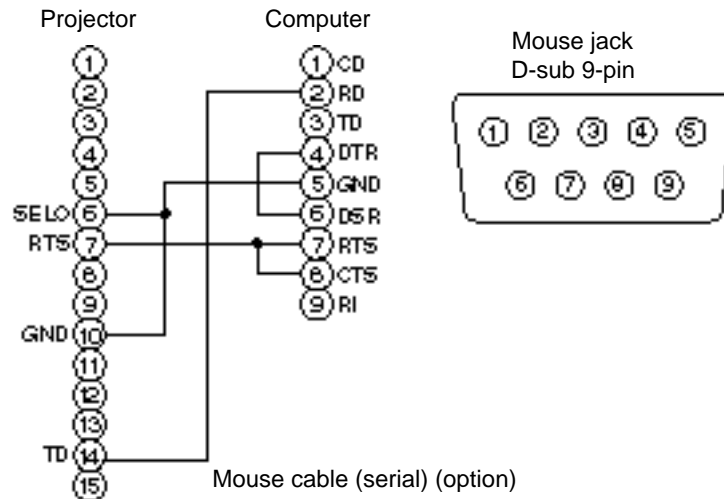 Projector
Computer
1
2
3
4
5
SELO 6
RTS 7
8
9
GND 10
11
12
13
TD 14
15
1 CD
2 RD
3 TD
4 DTR
5 GND
6 DSR
7 RTS
8 CTS
9 RI
Mouse jack
D-sub 9-pin
1 2 3 4 5
6 7 8 9
Mouse cable (serial) (option)